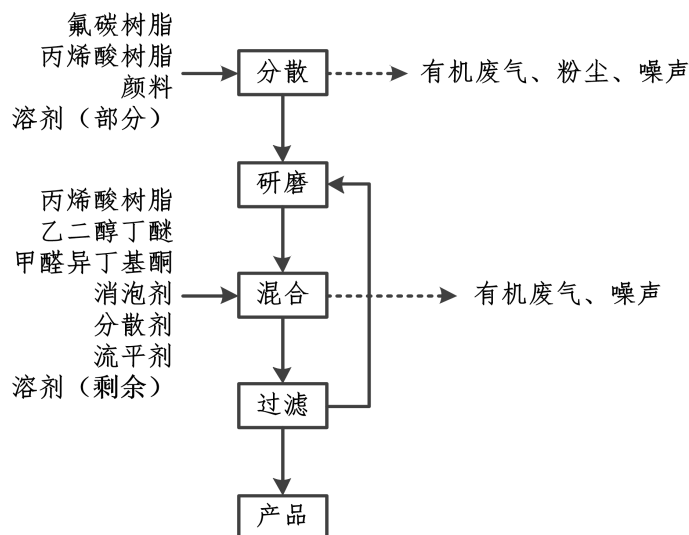 氟碳树脂
丙烯酸树脂
颜料
溶剂（部分）
分散
有机废气、粉尘、噪声
研磨
丙烯酸树脂
乙二醇丁醚
甲醛异丁基酮
消泡剂
分散剂
流平剂
溶剂（剩余）
混合
有机废气、噪声
过滤
产品